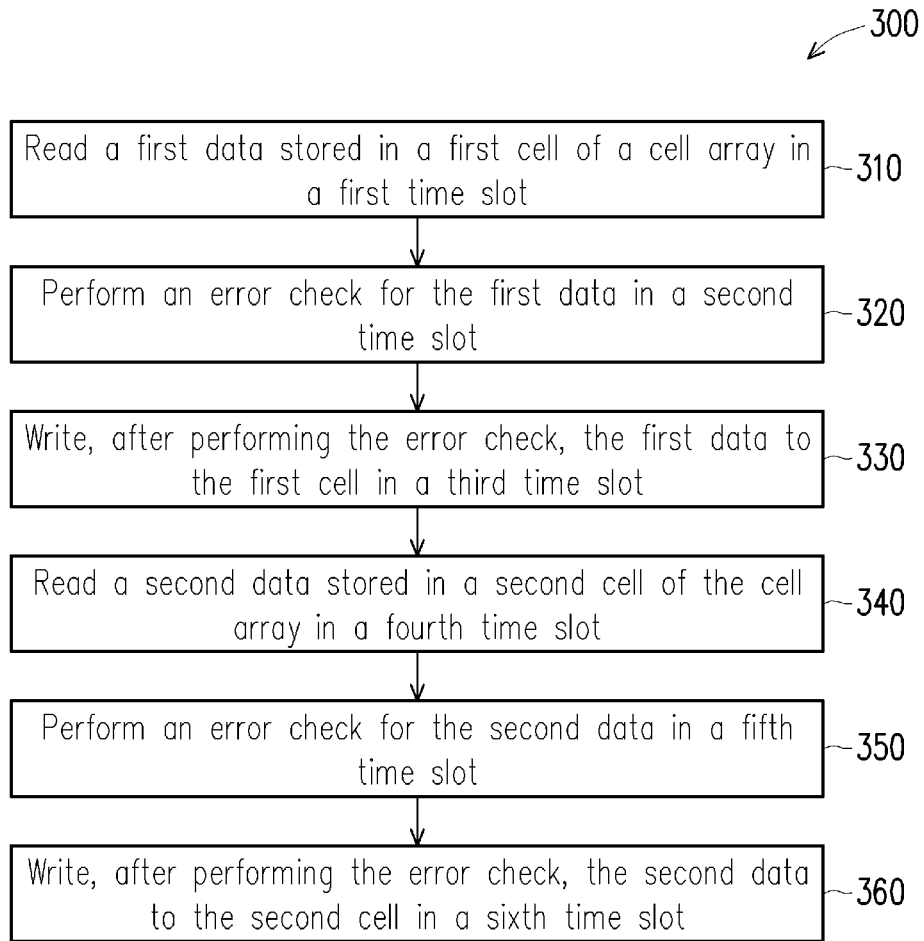 300
Read a first data stored in a first cell of a cell array in
a first time slot
310
Perform an error check for the first data in a second
time slot
320
Write, after performing the error check, the first data to
the first cell in a third time slot
330
Read a second data stored in a second cell of the cell
array in a fourth time slot
340
Perform an error check for the second data in a fifth
time slot
350
Write, after performing the error check, the second data
to the second cell in a sixth time slot
360